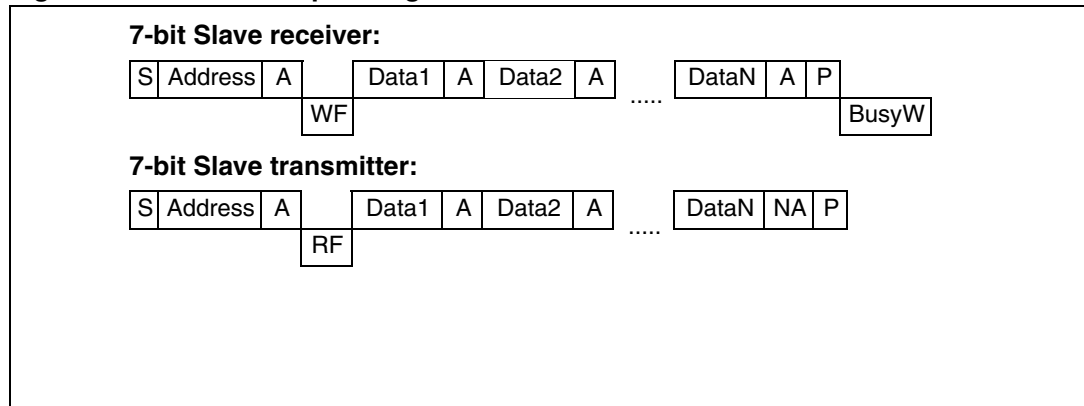 7-bit Slave receiver:
S Address A Data1 A Data2 A ..... DataN A P
WF BusyW
7-bit Slave transmitter:
S Address A Data1 A Data2 A ..... DataN NA P
RF